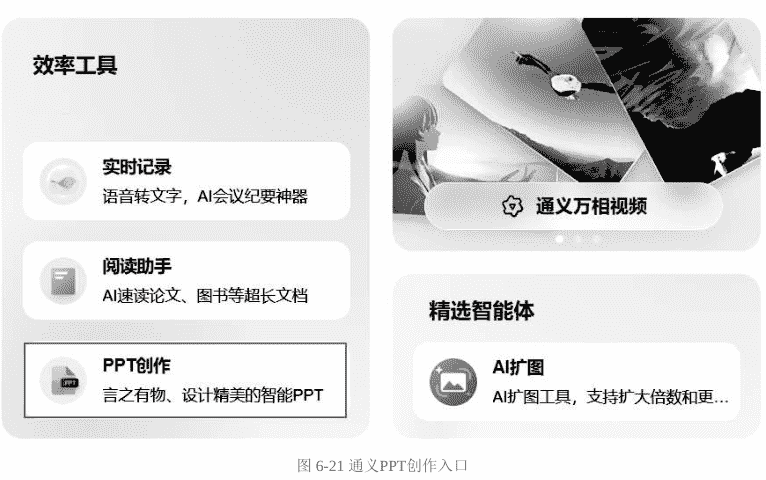 效率工具
实时记录
语音转文字，AI会议纪要神器
阅读助手
AI速读论文、图书等超长文档
PPT创作
言之有物、设计精美的智能PPT
通义万相视频
精选智能体
AI扩图
AI扩图工具，支持扩大倍数和更...
图 6-21 通义PPT创作入口